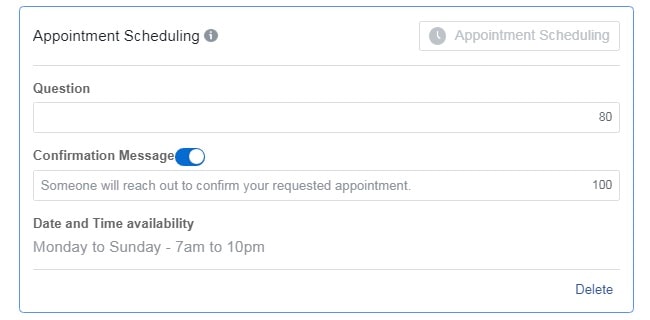 Appointment Scheduling
Appointment Scheduling
Question
80
Confirmation Message
Someone will reach out to confirm your requested appointment. 100
Date and Time availability
Monday to Sunday - 7am to 10pm
Delete